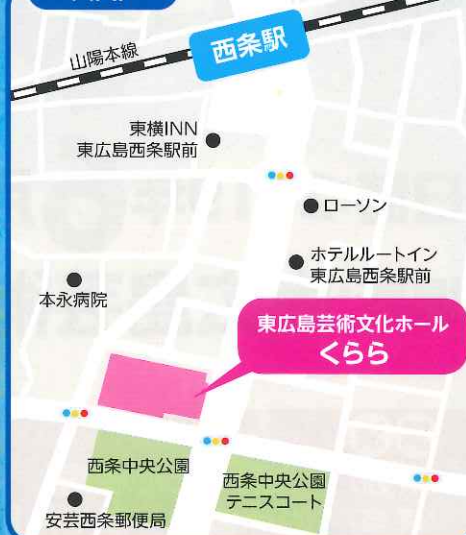 山陽本線
西条駅
東横INN
東広島西条駅前
ローソン
ホテルルートイン
東広島西条駅前
本永病院
東広島芸術文化ホール
くらら
西条中央公園
西条中央公園
テニスコート
安芸西条郵便局